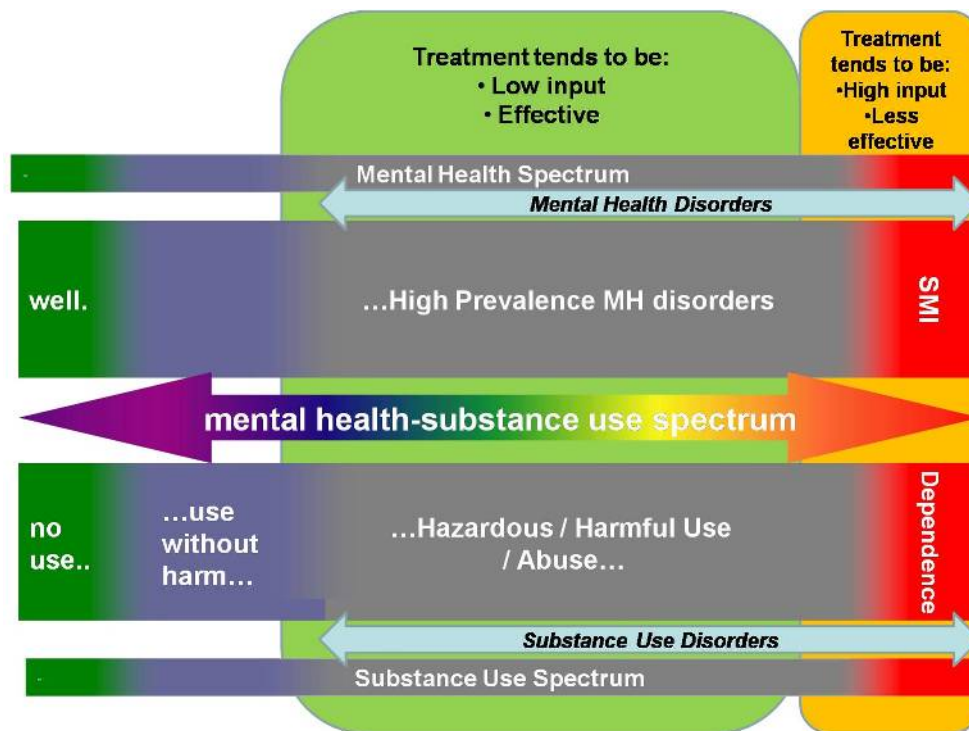 Treatment tends to be:
• Low input
• Effective
Treatment
tends to be:
•High input
•Less
effective
Mental Health Spectrum
Mental Health Disorders
well.
...High Prevalence MH disorders
SMI
mental health-substance use spectrum
no
use..
...use
without
harm...
...Hazardous / Harmful Use
/ Abuse...
Dependence
Substance Use Disorders
Substance Use Spectrum